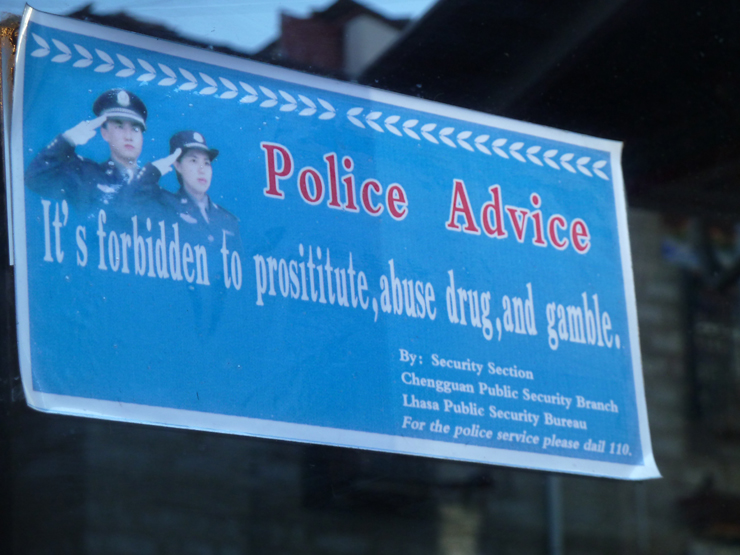 Police Advice
It's forbidden to prosititute,abuse drug,and gamble.
By: Security Section
Chengguan Public Security Branch
Lhasa Public Security Bureau
For the police service please dail 110.